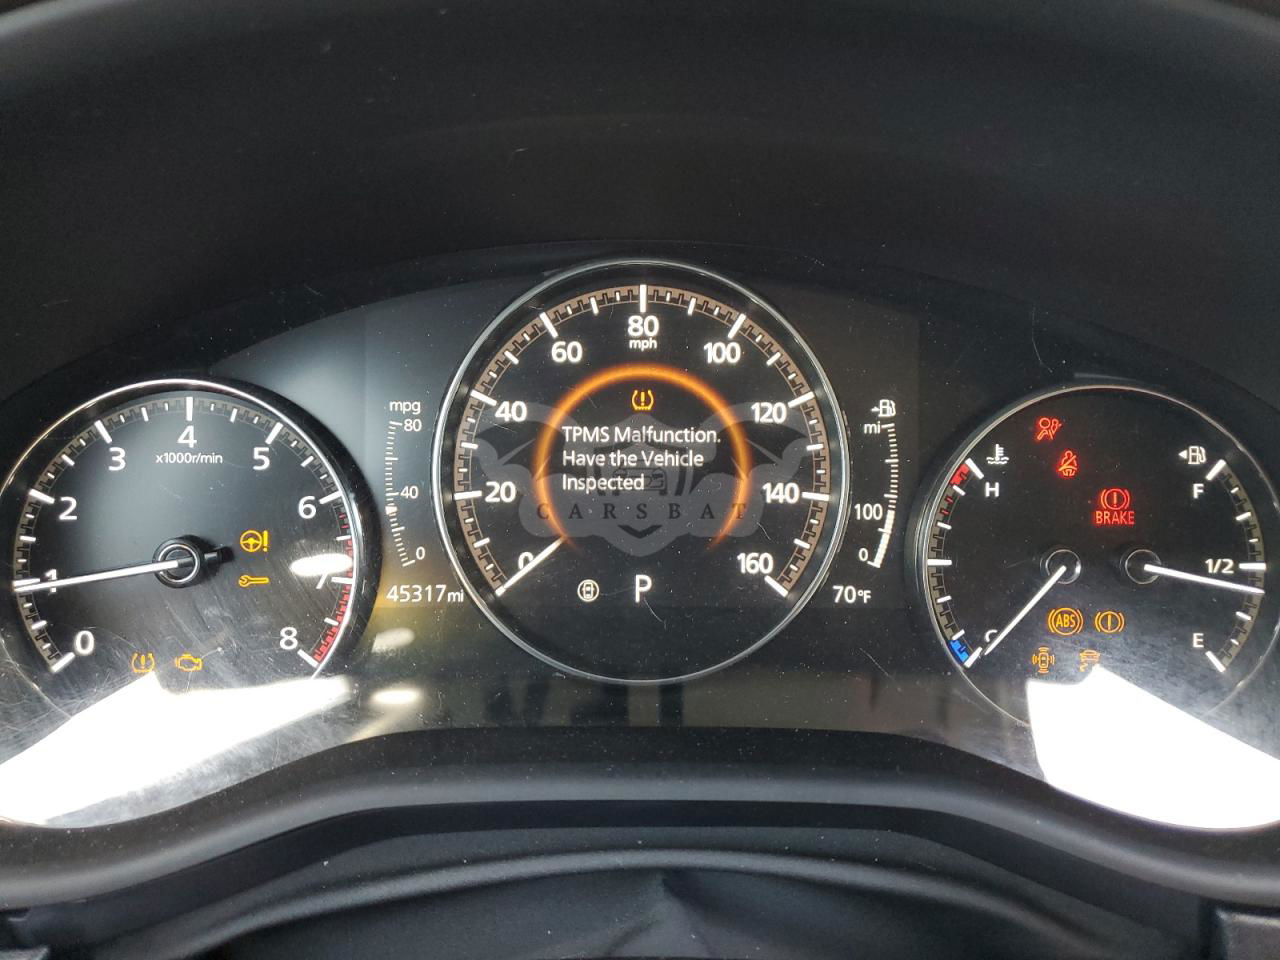 80
mph
60
100
40
120
20
140
0
160
TPMS Malfunction.
Have the Vehicle
Inspected
CARSBAT
P
mpg
80
40
0
45317 mi
mi
100
0
70°F
4
x1000r/min
3
5
2
6
1
7
0
8
H
C
F
1/2
E
BRAKE
ABS